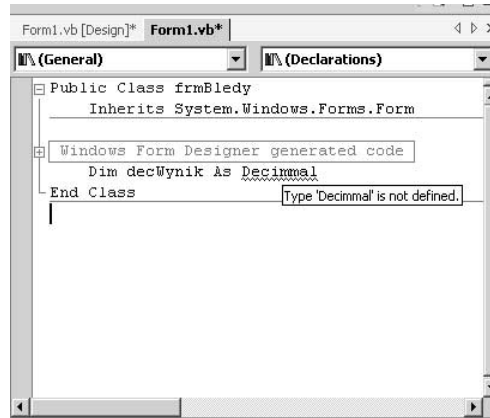 Form1.vb [Design]* Form1.vb*
(General) (Declarations)
Public Class frmBledy
Inherits System.Windows.Forms.Form
Windows Form Designer generated code
Dim decWynik As Decimmal
Type 'Decimmal' is not defined.
End Class